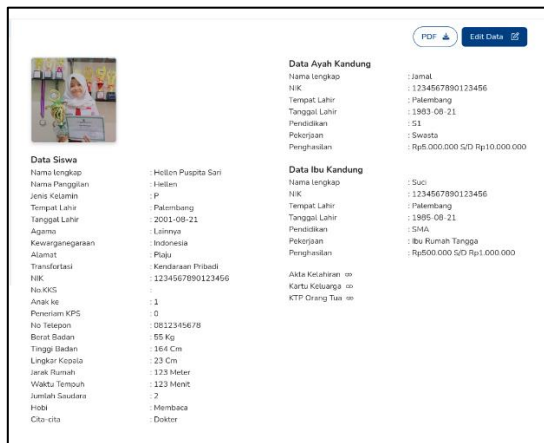 PDF
Edit Data
Data Siswa
Nama lengkap : Hellen Puspita Sari
Nama Panggilan : Hellen
Jenis Kelamin : P
Tempat Lahir : Palembang
Tanggal Lahir : 2001-08-21
Agama : Lainnya
Kewarganegaraan : Indonesia
Alamat : Plaju
Transfortasi : Kendaraan Pribadi
NIK : 1234567890123456
No.KKS :
Anak ke : 1
Peneriam KPS : 0
No Telepon : 0812345678
Berat Badan : 55 Kg
Tinggi Badan : 164 Cm
Lingkar Kepala : 23 Cm
Jarak Rumah : 123 Meter
Waktu Tempuh : 123 Menit
Jumlah Saudara : 2
Hobi : Membaca
Cita-cita : Dokter
Data Ayah Kandung
Nama lengkap : Jamal
NIK : 1234567890123456
Tempat Lahir : Palembang
Tanggal Lahir : 1983-08-21
Pendidikan : S1
Pekerjaan : Swasta
Penghasilan : Rp5.000.000 S/D Rp10.000.000
Data Ibu Kandung
Nama lengkap : Suci
NIK : 1234567890123456
Tempat Lahir : Palembang
Tanggal Lahir : 1985-08-21
Pendidikan : SMA
Pekerjaan : Ibu Rumah Tangga
Penghasilan : Rp500.000 S/D Rp1.000.000
Akta Kelahiran
Kartu Keluarga
KTP Orang Tua